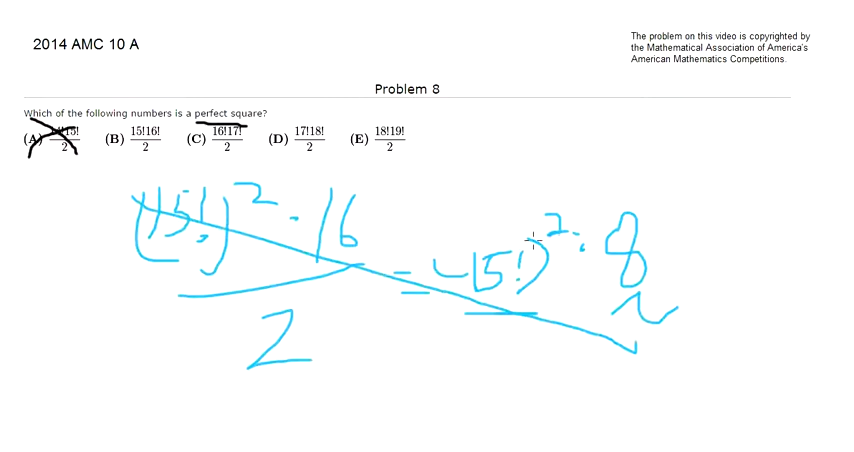 2014 AMC 10 A
The problem on this video is copyrighted by
the Mathematical Association of America's
American Mathematics Competitions.
Problem 8
Which of the following numbers is a perfect square?
(A) 15!/2 (B) 15!16!/2 (C) 16!17!/2 (D) 17!18!/2 (E) 18!19!/2
(15!)² · 16 / 2 = (15!)² · 8